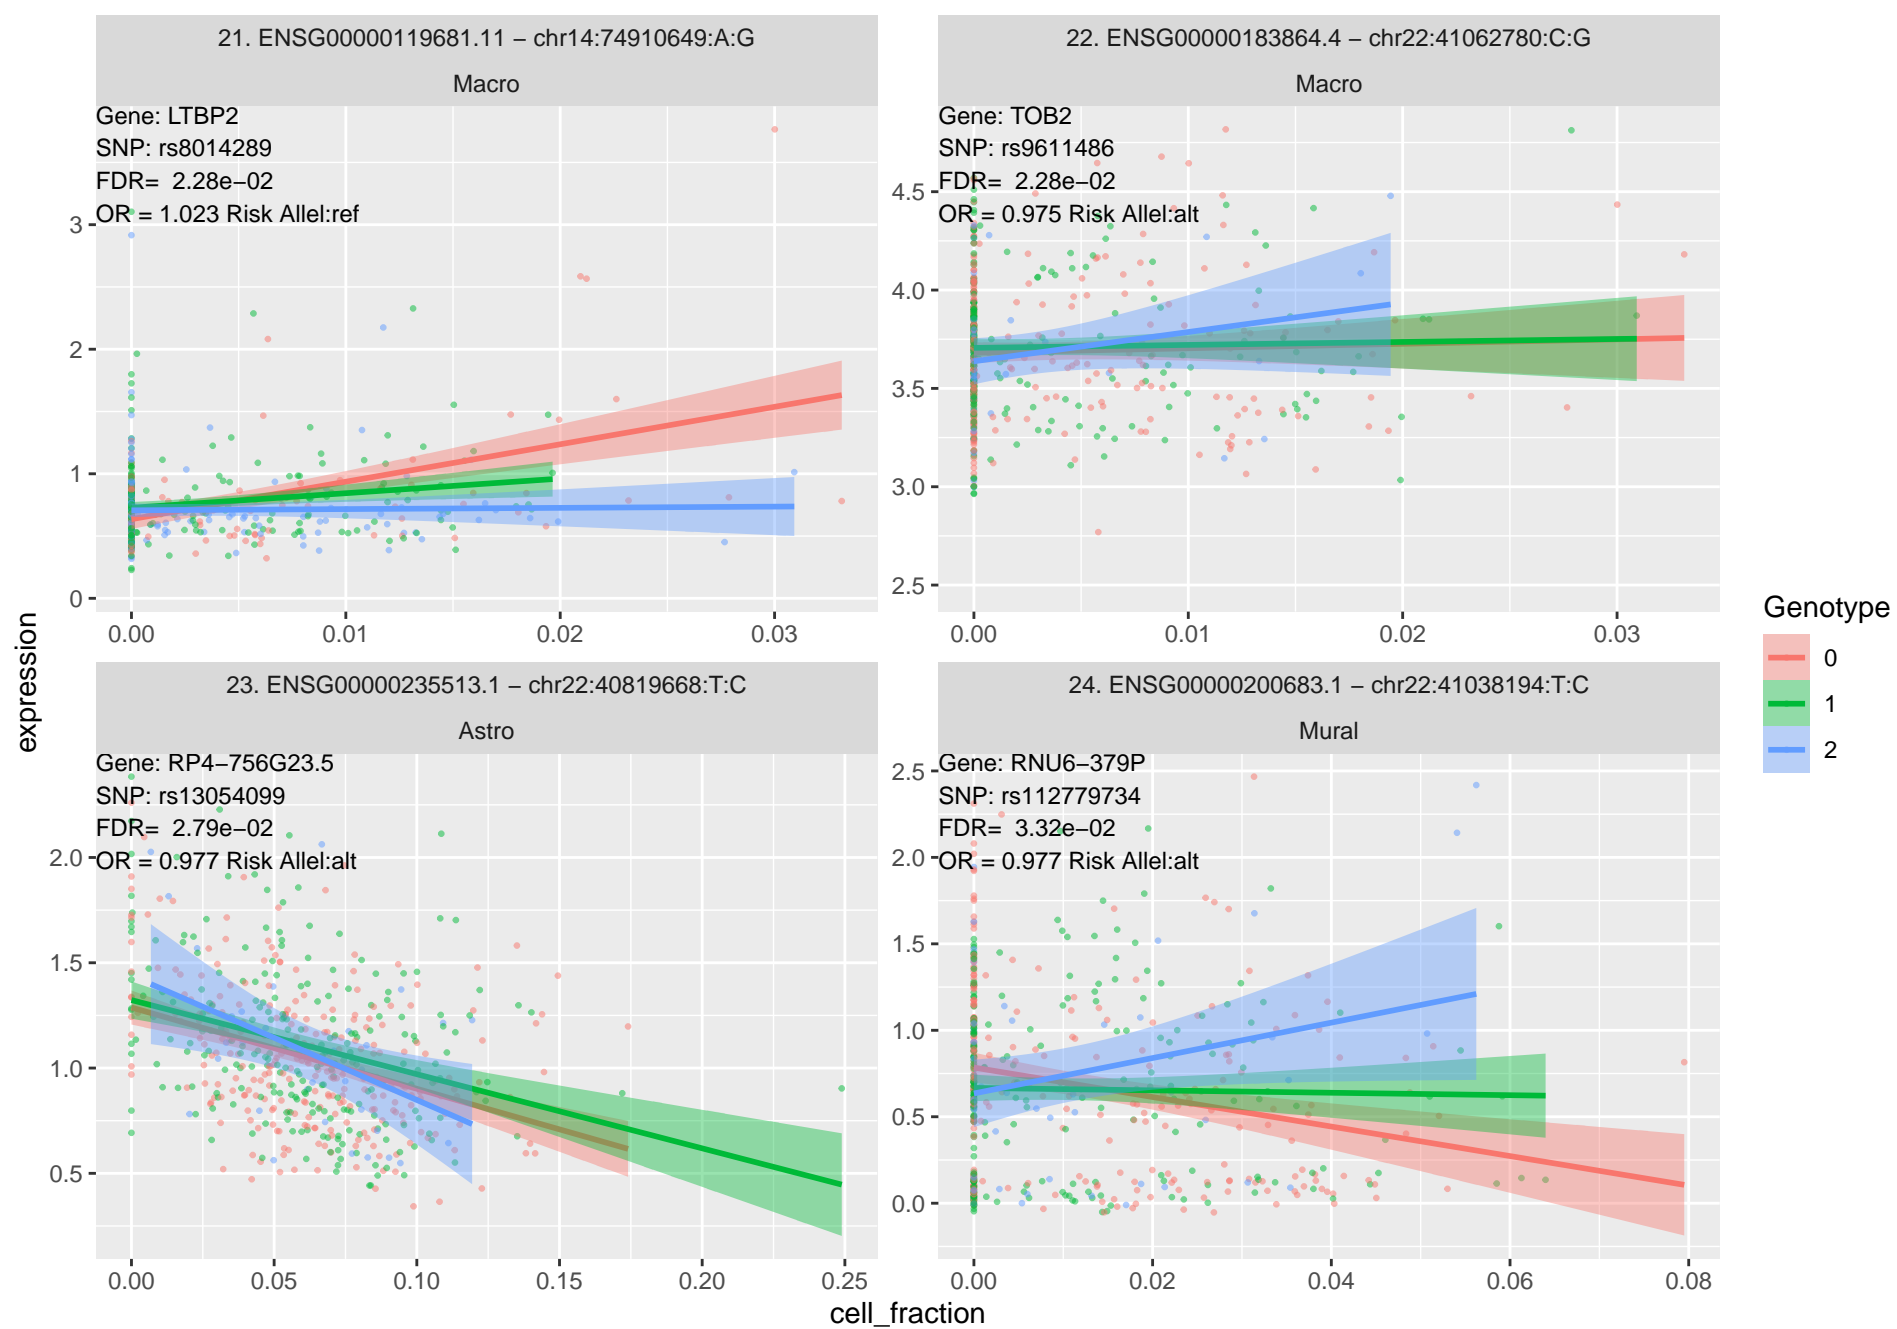 21. ENSG00000119681.11 − chr14:74910649:A:G
Macro
Gene: LTBP2
SNP: rs8014289
FDR= 2.28e−02
OR = 1.023 Risk Allel:ref
3
2
1
0
0.00 0.01 0.02 0.03
22. ENSG00000183864.4 − chr22:41062780:C:G
Macro
Gene: TOB2
SNP: rs9611486
FDR= 2.28e−02
OR = 0.975 Risk Allel:alt
4.5
4.0
3.5
3.0
2.5
0.00 0.01 0.02 0.03
23. ENSG00000235513.1 − chr22:40819668:T:C
Astro
Gene: RP4−756G23.5
SNP: rs13054099
FDR= 2.79e−02
OR = 0.977 Risk Allel:alt
2.0
1.5
1.0
0.5
0.00 0.05 0.10 0.15 0.20 0.25
24. ENSG00000200683.1 − chr22:41038194:T:C
Mural
Gene: RNU6−379P
SNP: rs112779734
FDR= 3.32e−02
OR = 0.977 Risk Allel:alt
2.5
2.0
1.5
1.0
0.5
0.0
0.00 0.02 0.04 0.06 0.08
expression
cell_fraction
Genotype
0
1
2